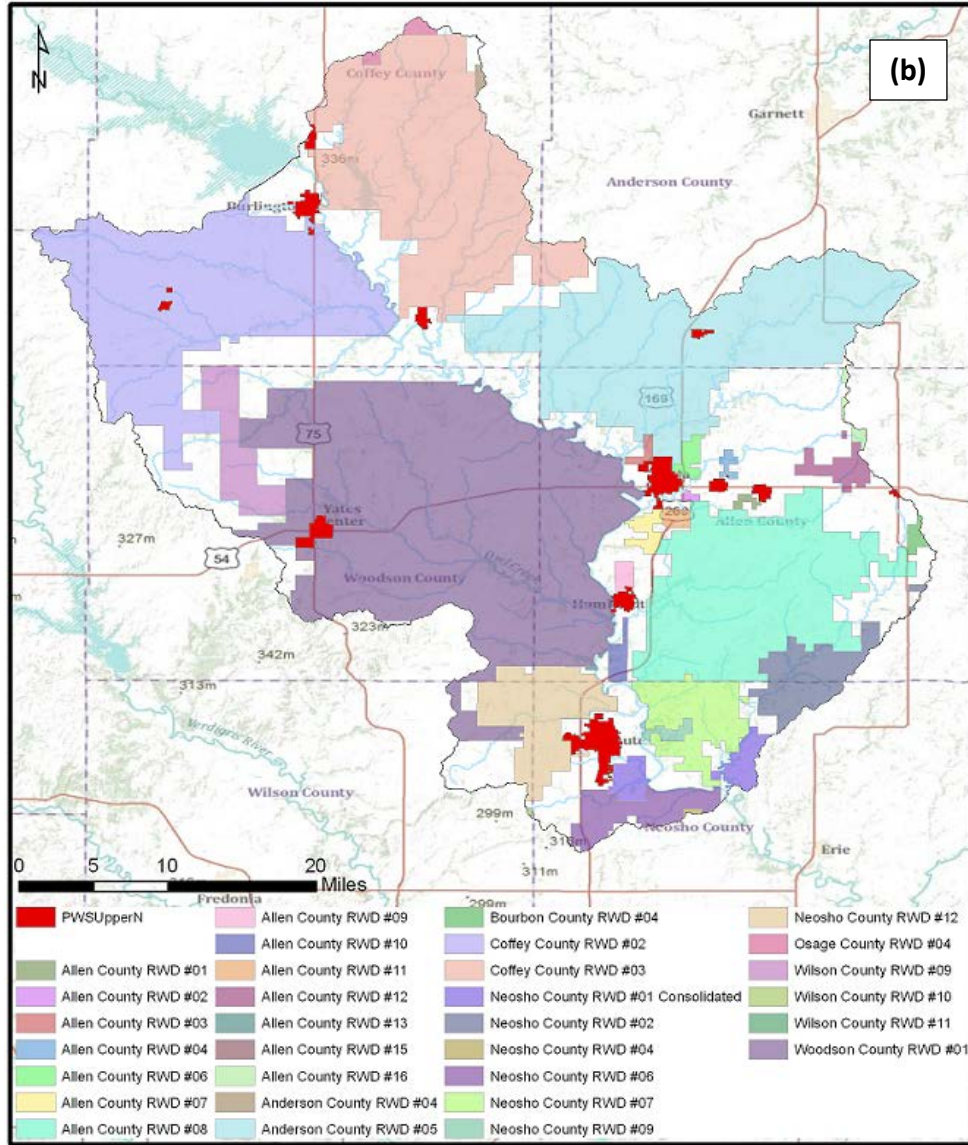 (b)
N
Coffey County
Garnett
336m
Anderson County
Burlington
169
75
Yates
Center
269
Allen County
327m
54
Woodson County
Owl Creek
Humboldt
323m
342m
313m
Verdigris River
Wilson County
299m
Neosho County
316m
Erie
311m
0 5 10 20
Miles
299m
Fredonia
PWSUpperN
Allen County RWD #01
Allen County RWD #02
Allen County RWD #03
Allen County RWD #04
Allen County RWD #06
Allen County RWD #07
Allen County RWD #08
Allen County RWD #09
Allen County RWD #10
Allen County RWD #11
Allen County RWD #12
Allen County RWD #13
Allen County RWD #15
Allen County RWD #16
Anderson County RWD #04
Anderson County RWD #05
Bourbon County RWD #04
Coffey County RWD #02
Coffey County RWD #03
Neosho County RWD #01 Consolidated
Neosho County RWD #02
Neosho County RWD #04
Neosho County RWD #06
Neosho County RWD #07
Neosho County RWD #09
Neosho County RWD #12
Osage County RWD #04
Wilson County RWD #09
Wilson County RWD #10
Wilson County RWD #11
Woodson County RWD #01